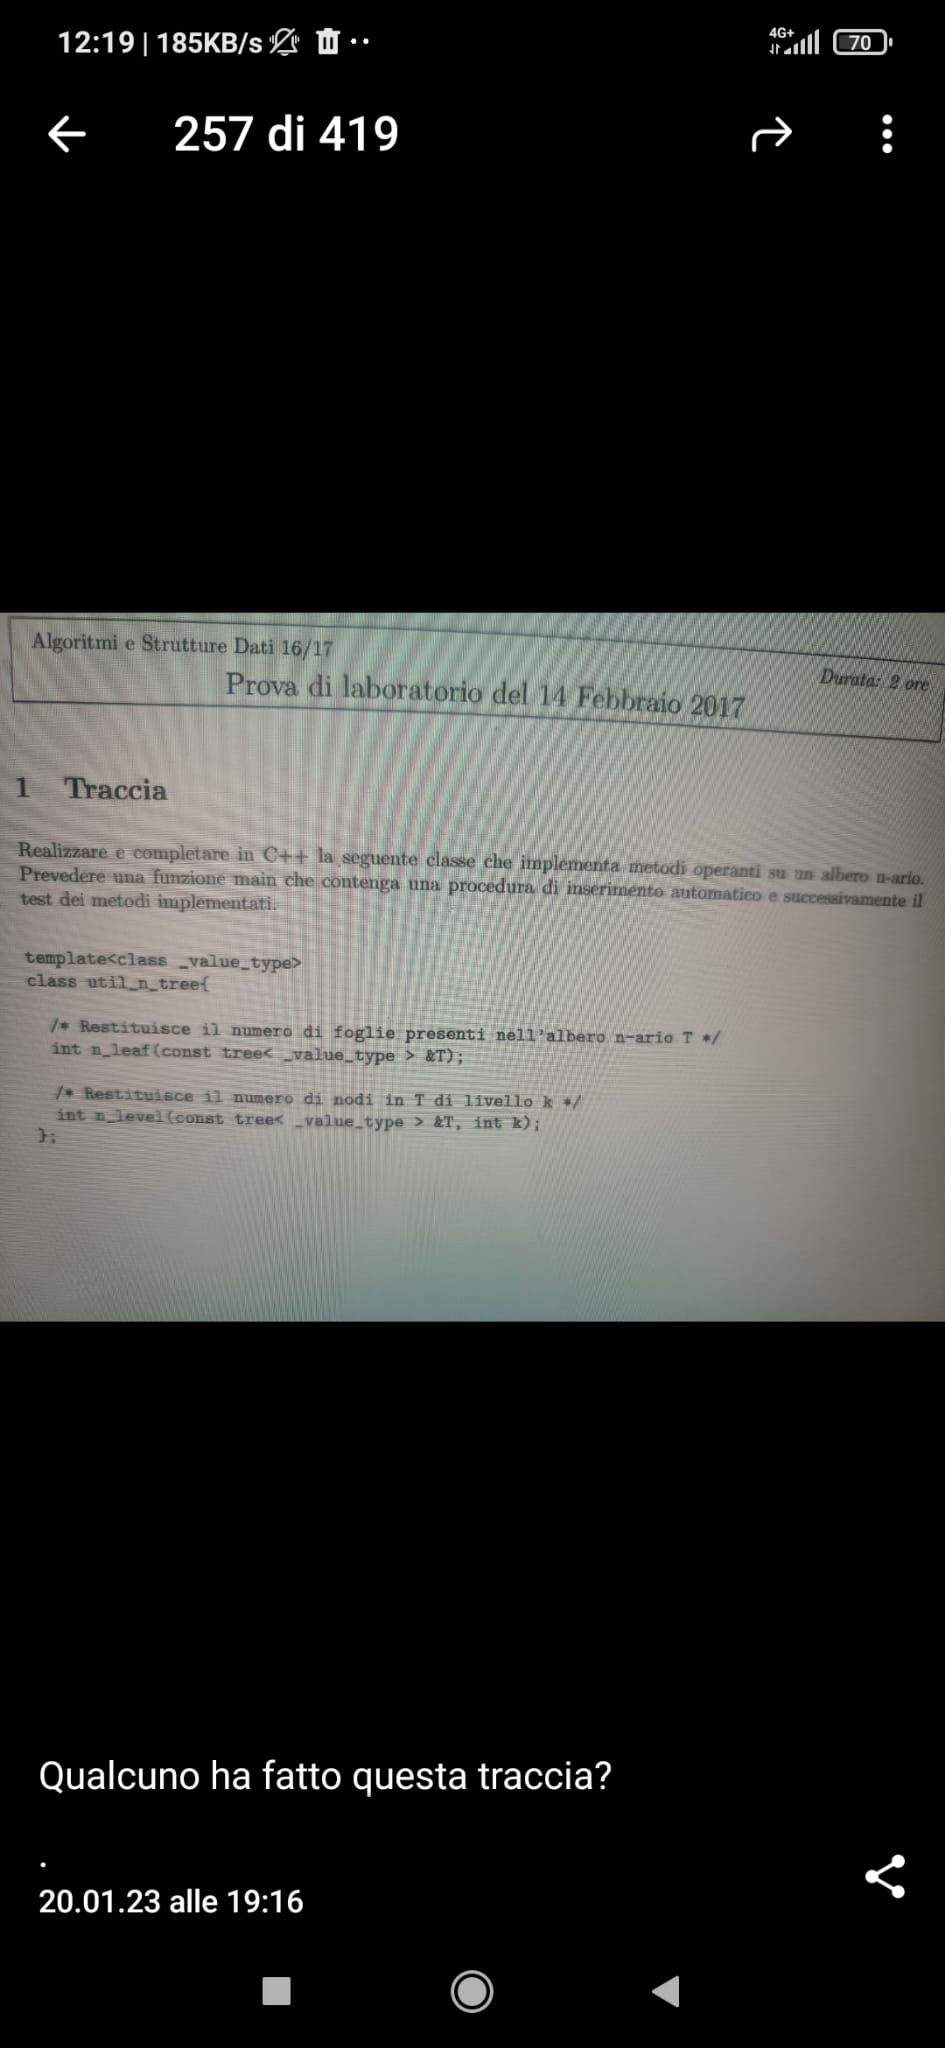 12:19 | 185KB/s
4G+
70
257 di 419
Algoritmi e Strutture Dati 16/17
Durata: 2 ore
Prova di laboratorio del 14 Febbraio 2017
1 Traccia
Realizzare e completare in C++ la seguente classe che implementa metodi operanti su un albero n-ario.
Prevedere una funzione main che contenga una procedura di inserimento automatico e successivamente il
test dei metodi implementati.
template<class _value_type>
class util_n_tree{
/* Restituisce il numero di foglie presenti nell'albero n-ario T */
int n_leaf(const tree< _value_type > &T);
/* Restituisce il numero di nodi in T di livello k */
int n_level(const tree< _value_type > &T, int k);
};
Qualcuno ha fatto questa traccia?
.
20.01.23 alle 19:16